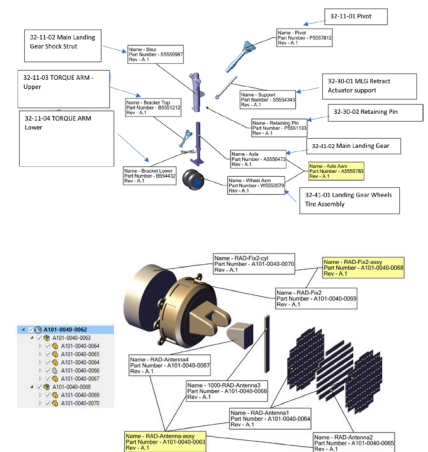 32-11-01 Pivot
Name - Pivot
Part Number - P5557812
Rev - A.1
32-11-02 Main Landing
Gear Shock Strut
Name - Strut
Part Number - S5559987
Rev - A.1
32-11-03 TORQUE ARM -
Upper
Name - Support
Part Number - S5554343
Rev - A.1
32-30-01 MLG Retract
Actuator support
Name - Bracket Top
Part Number - B5551212
Rev - A.1
32-30-02 Retaining Pin
32-11-04 TORQUE ARM
Lower
Name - Retaining Pin
Part Number - P5551133
Rev - A.1
32-41-02 Main Landing Gear
Name - Axle
Part Number - A5556472
Rev - A.1
Name - Axle Asm
Part Number - A5555783
Rev - A.1
Name - Bracket Lower
Part Number - B554432
Rev - A.1
Name - Wheel Asm
Part Number - W5553579
Rev - A.1
32-41-01 Landing Gear Wheels
Tire Assembly
Name - RAD-Fix2-cyl
Part Number - A101-0040-0070
Rev - A.1
Name - RAD-Fix2-assy
Part Number - A101-0040-0068
Rev - A.1
Name - RAD-Fix2
Part Number - A101-0040-0069
Rev - A.1
A101-0040-0062
A101-0040-0063
A101-0040-0064
A101-0040-0065
A101-0040-0064
A101-0040-0066
A101-0040-0067
A101-0040-0068
A101-0040-0069
A101-0040-0070
Name - RAD-Antenna4
Part Number - A101-0040-0067
Rev - A.1
Name - 1000-RAD-Antenna3
Part Number - A101-0040-0066
Rev - A.1
Name - RAD-Antenna1
Part Number - A101-0040-0064
Rev - A.1
Name - RAD-Antenna-assy
Part Number - A101-0040-0063
Rev - A.1
Name - RAD-Antenna2
Part Number - A101-0040-0065
Rev - A.1